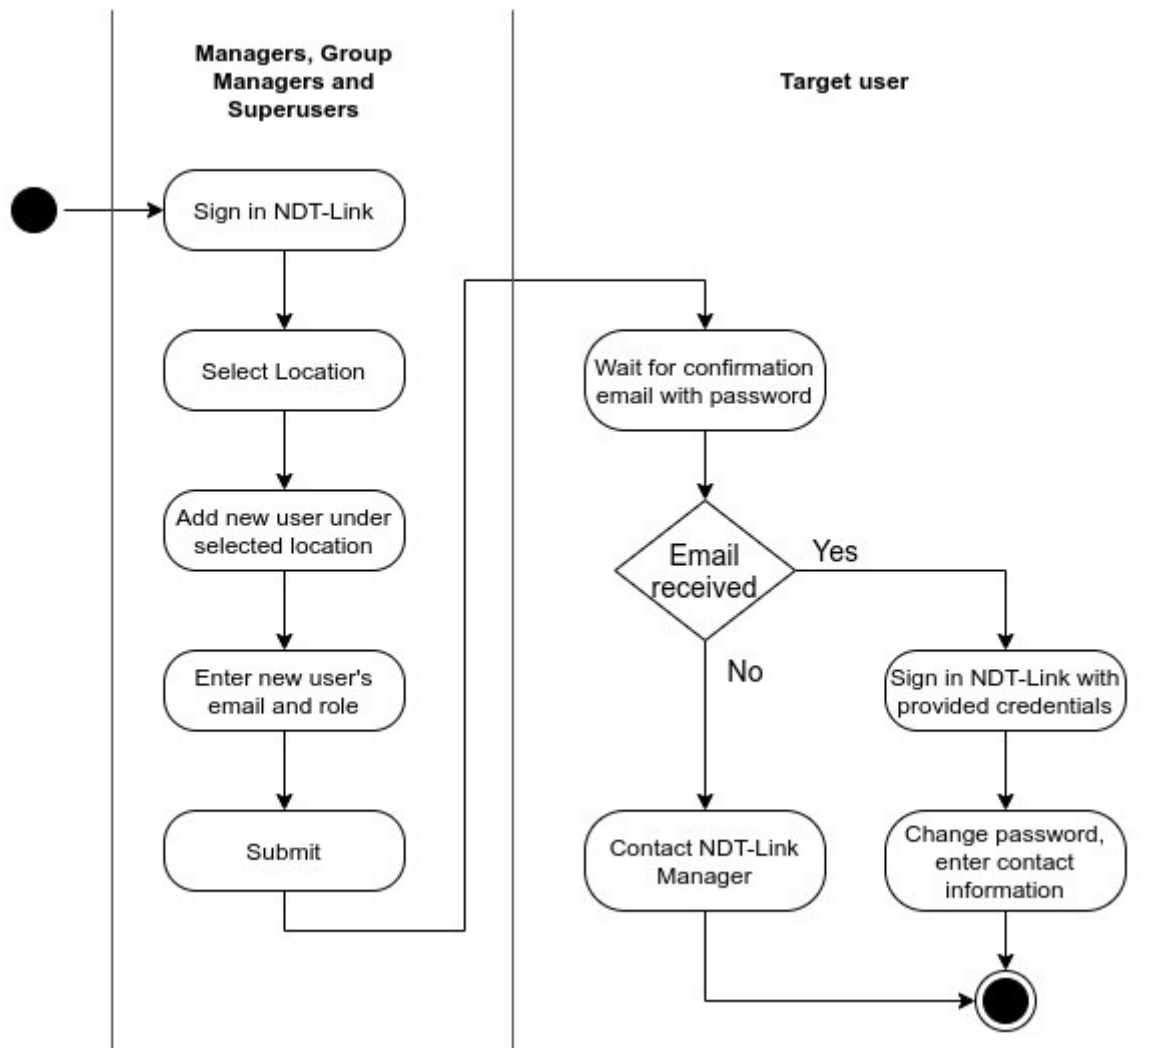 Managers, Group
Managers and
Superusers
Target user
Sign in NDT-Link
Select Location
Add new user under
selected location
Enter new user's
email and role
Submit
Wait for confirmation
email with password
Email
received
Yes
No
Sign in NDT-Link with
provided credentials
Contact NDT-Link
Manager
Change password,
enter contact
information